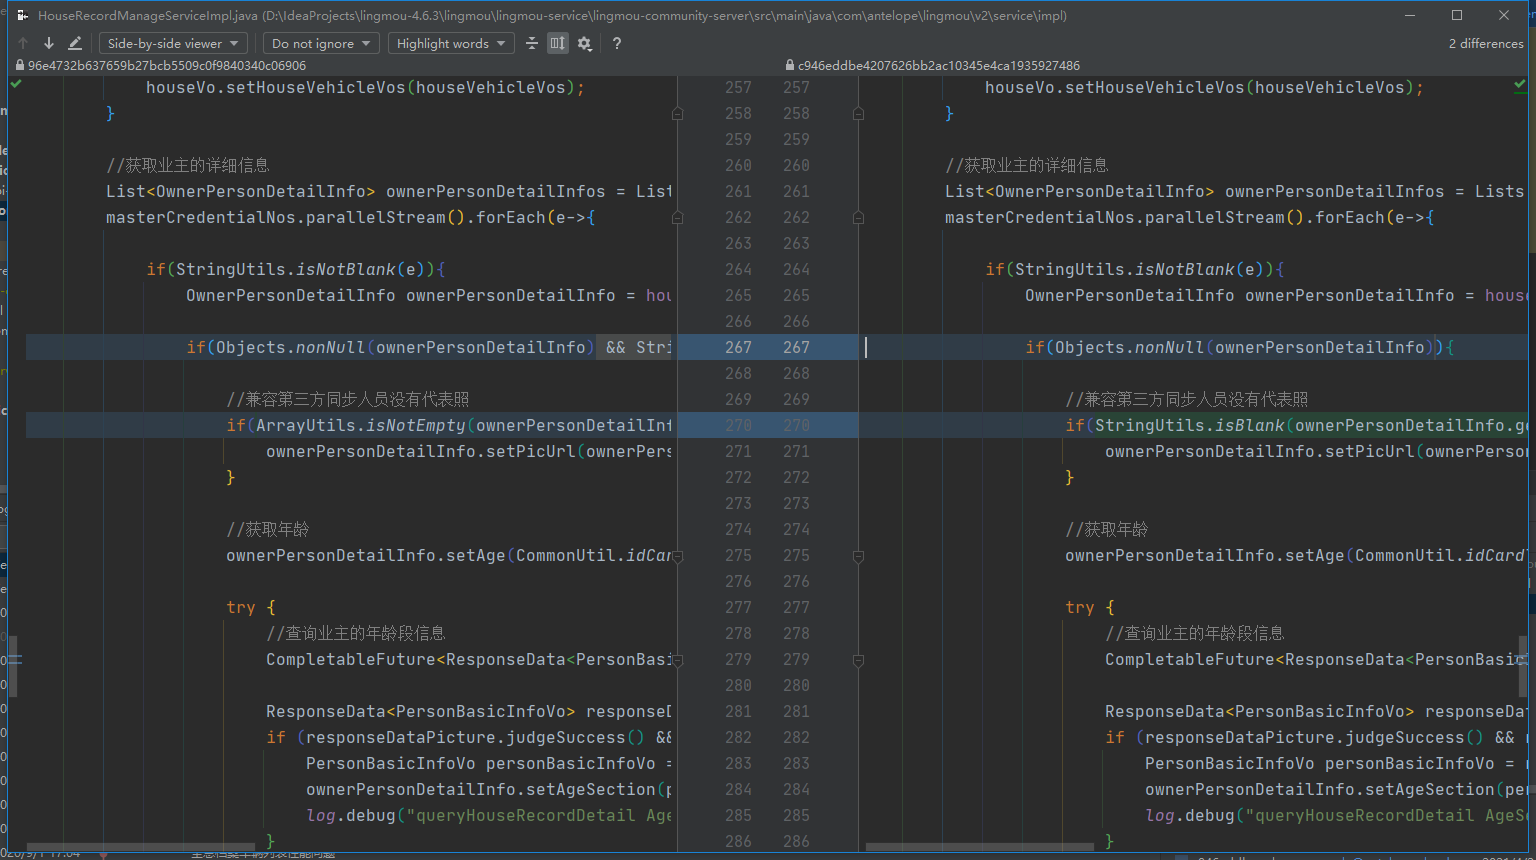 HouseRecordManageServiceImpl.java (D:\IdeaProjects\lingmou-4.6.3\lingmou\lingmou-service\lingmou-community-server\src\main\java\com\antelope\lingmou\v2\service\impl)
Side-by-side viewer Do not ignore Highlight words ? 2 differences
96e4732b637659b27bcb5509c0f9840340c06906 c946eddbe4207626bb2ac10345e4ca1935927486
houseVo.setHouseVehicleVos(houseVehicleVos); 257 257 houseVo.setHouseVehicleVos(houseVehicleVos);
} 258 258 }
259 259
//获取业主的详细信息 260 260 //获取业主的详细信息
List<OwnerPersonDetailInfo> ownerPersonDetailInfos = List 261 261 List<OwnerPersonDetailInfo> ownerPersonDetailInfos = Lists
masterCredentialNos.parallelStream().forEach(e->{ 262 262 masterCredentialNos.parallelStream().forEach(e->{
263 263
if(StringUtils.isNotBlank(e)){ 264 264 if(StringUtils.isNotBlank(e)){
OwnerPersonDetailInfo ownerPersonDetailInfo = hou 265 265 OwnerPersonDetailInfo ownerPersonDetailInfo = house
266 266
if(Objects.nonNull(ownerPersonDetailInfo) && Stri 267 267 if(Objects.nonNull(ownerPersonDetailInfo)){
268 268
//兼容第三方同步人员没有代表照 269 269 //兼容第三方同步人员没有代表照
if(ArrayUtils.isNotEmpty(ownerPersonDetailInf 270 270 if(StringUtils.isBlank(ownerPersonDetailInfo.ge
ownerPersonDetailInfo.setPicUrl(ownerPers 271 271 ownerPersonDetailInfo.setPicUrl(ownerPerson
} 272 272 }
273 273
//获取年龄 274 274 //获取年龄
ownerPersonDetailInfo.setAge(CommonUtil.idCar 275 275 ownerPersonDetailInfo.setAge(CommonUtil.idCard
276 276
try { 277 277 try {
//查询业主的年龄段信息 278 278 //查询业主的年龄段信息
CompletableFuture<ResponseData<PersonBasi 279 279 CompletableFuture<ResponseData<PersonBasic
280 280
ResponseData<PersonBasicInfoVo> responseD 281 281 ResponseData<PersonBasicInfoVo> responseDat
if (responseDataPicture.judgeSuccess() && 282 282 if (responseDataPicture.judgeSuccess() && r
PersonBasicInfoVo personBasicInfoVo = 283 283 PersonBasicInfoVo personBasicInfoVo = r
ownerPersonDetailInfo.setAgeSection(p 284 284 ownerPersonDetailInfo.setAgeSection(per
log.debug("queryHouseRecordDetail Age 285 285 log.debug("queryHouseRecordDetail AgeS
} 286 286 }